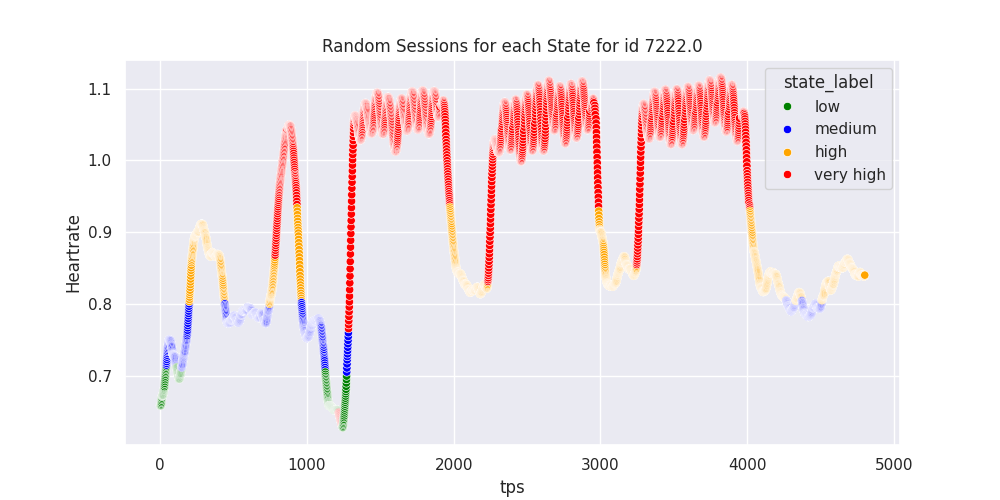 Random Sessions for each State for id 7222.0
Heartrate
1.1
1.0
0.9
0.8
0.7
state_label
low
medium
high
very high
0
1000
2000
3000
4000
5000
tps